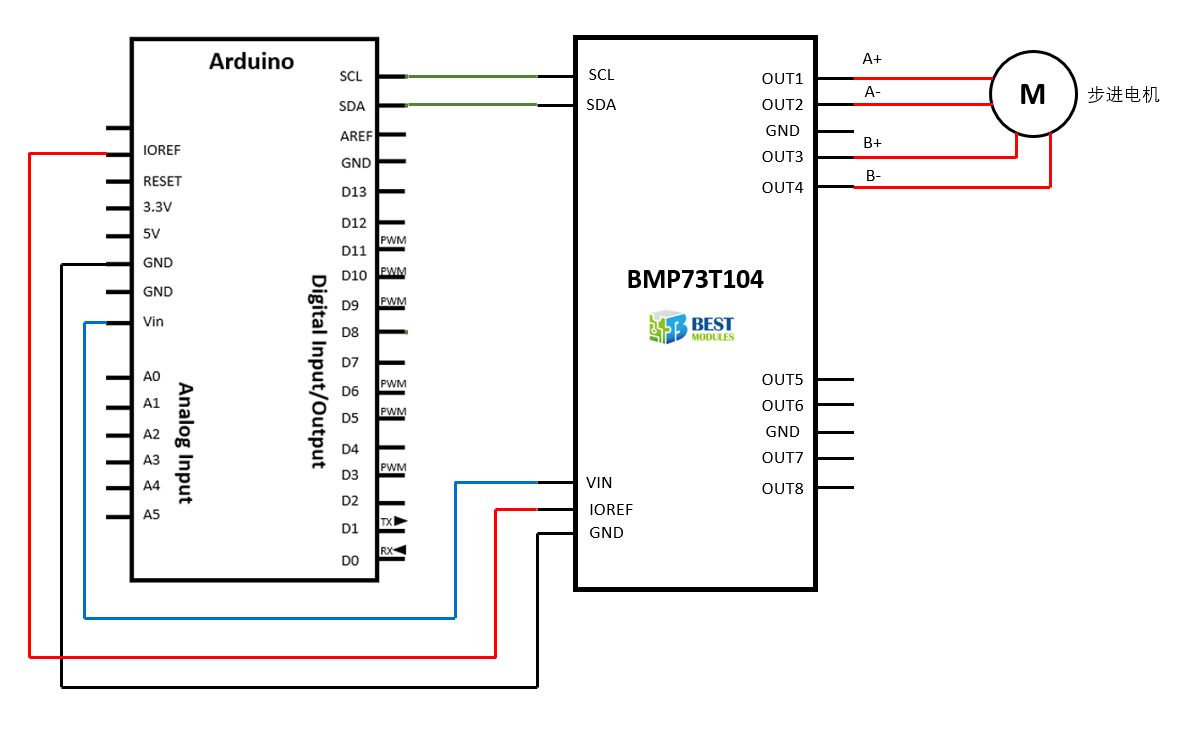 Arduino
SCL
SDA
AREF
GND
D13
D12
PWM
D11
PWM
D10
PWM
D9
D8
D7
PWM
D6
PWM
D5
D4
PWM
D3
D2
TX
D1
RX
D0
IOREF
RESET
3.3V
5V
GND
GND
Vin
A0
A1
A2
A3
A4
A5
Analog Input
Digital Input/Output
SCL
SDA
VIN
IOREF
GND
BMP73T104
BEST
MODULES
OUT1
OUT2
GND
OUT3
OUT4
OUT5
OUT6
GND
OUT7
OUT8
A+
A-
B+
B-
M
步进电机